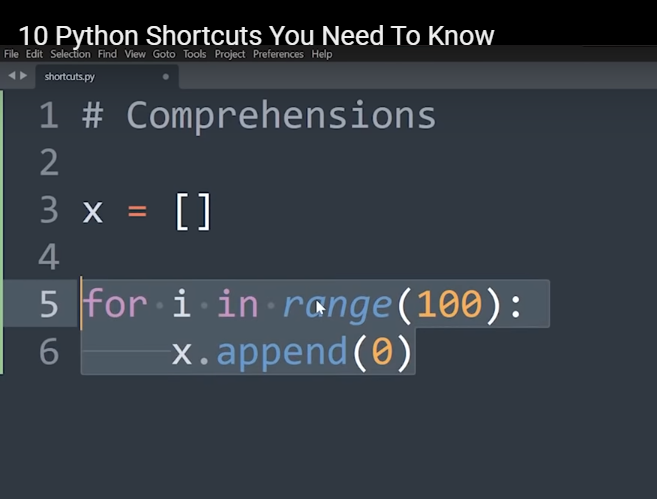 10 Python Shortcuts You Need To Know
File Edit Selection Find View Goto Tools Project Preferences Help
shortcuts.py
1 # Comprehensions
2
3 x = []
4
5 for i in range(100):
6     x.append(0)